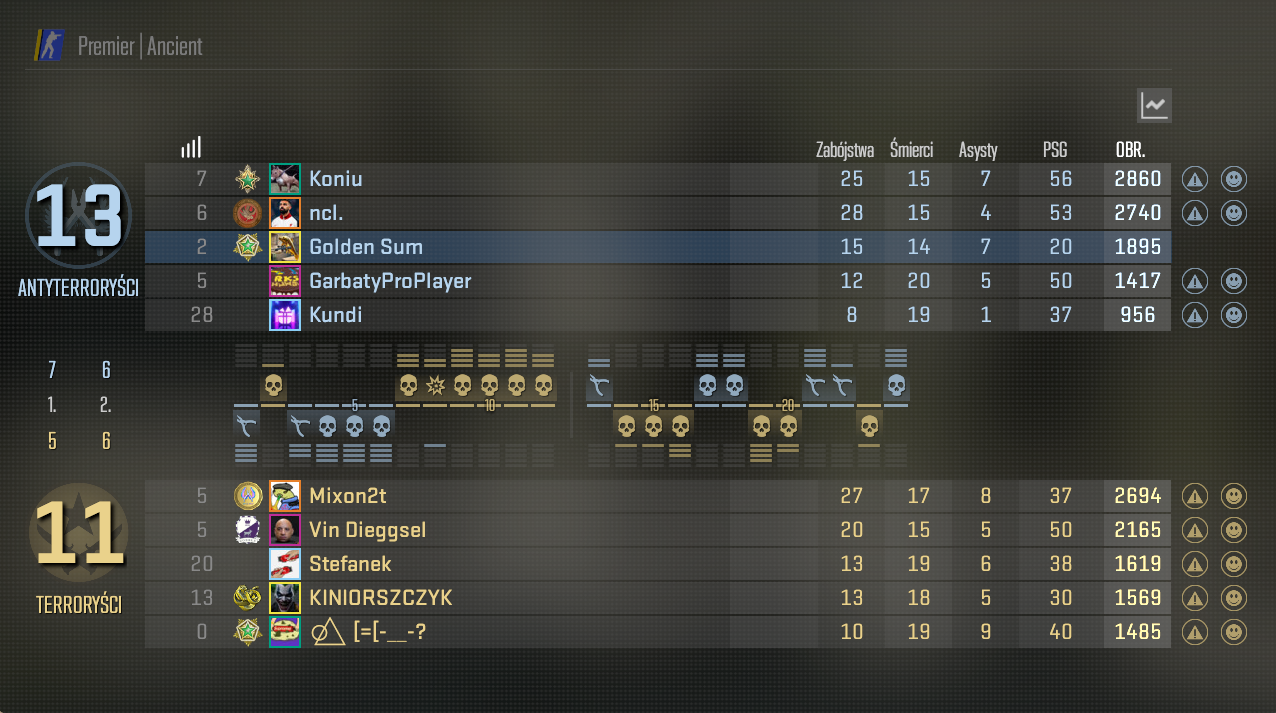 Premier | Ancient
Zabójstwa Śmierci Asysty PSG OBR.
7 Koniu 25 15 7 56 2860
6 ncl. 28 15 4 53 2740
2 Golden Sum 15 14 7 20 1895
5 GarbatyProPlayer 12 20 5 50 1417
28 Kundi 8 19 1 37 956
13
ANTYTERRORYŚCI
7 6
1. 2.
5 6
5 10 15 20
5 Mixon2t 27 17 8 37 2694
5 Vin Dieggsel 20 15 5 50 2165
20 Stefanek 13 19 6 38 1619
13 KINIORSZCZYK 13 18 5 30 1569
0 [=[-__-? 10 19 9 40 1485
11
TERRORYŚCI